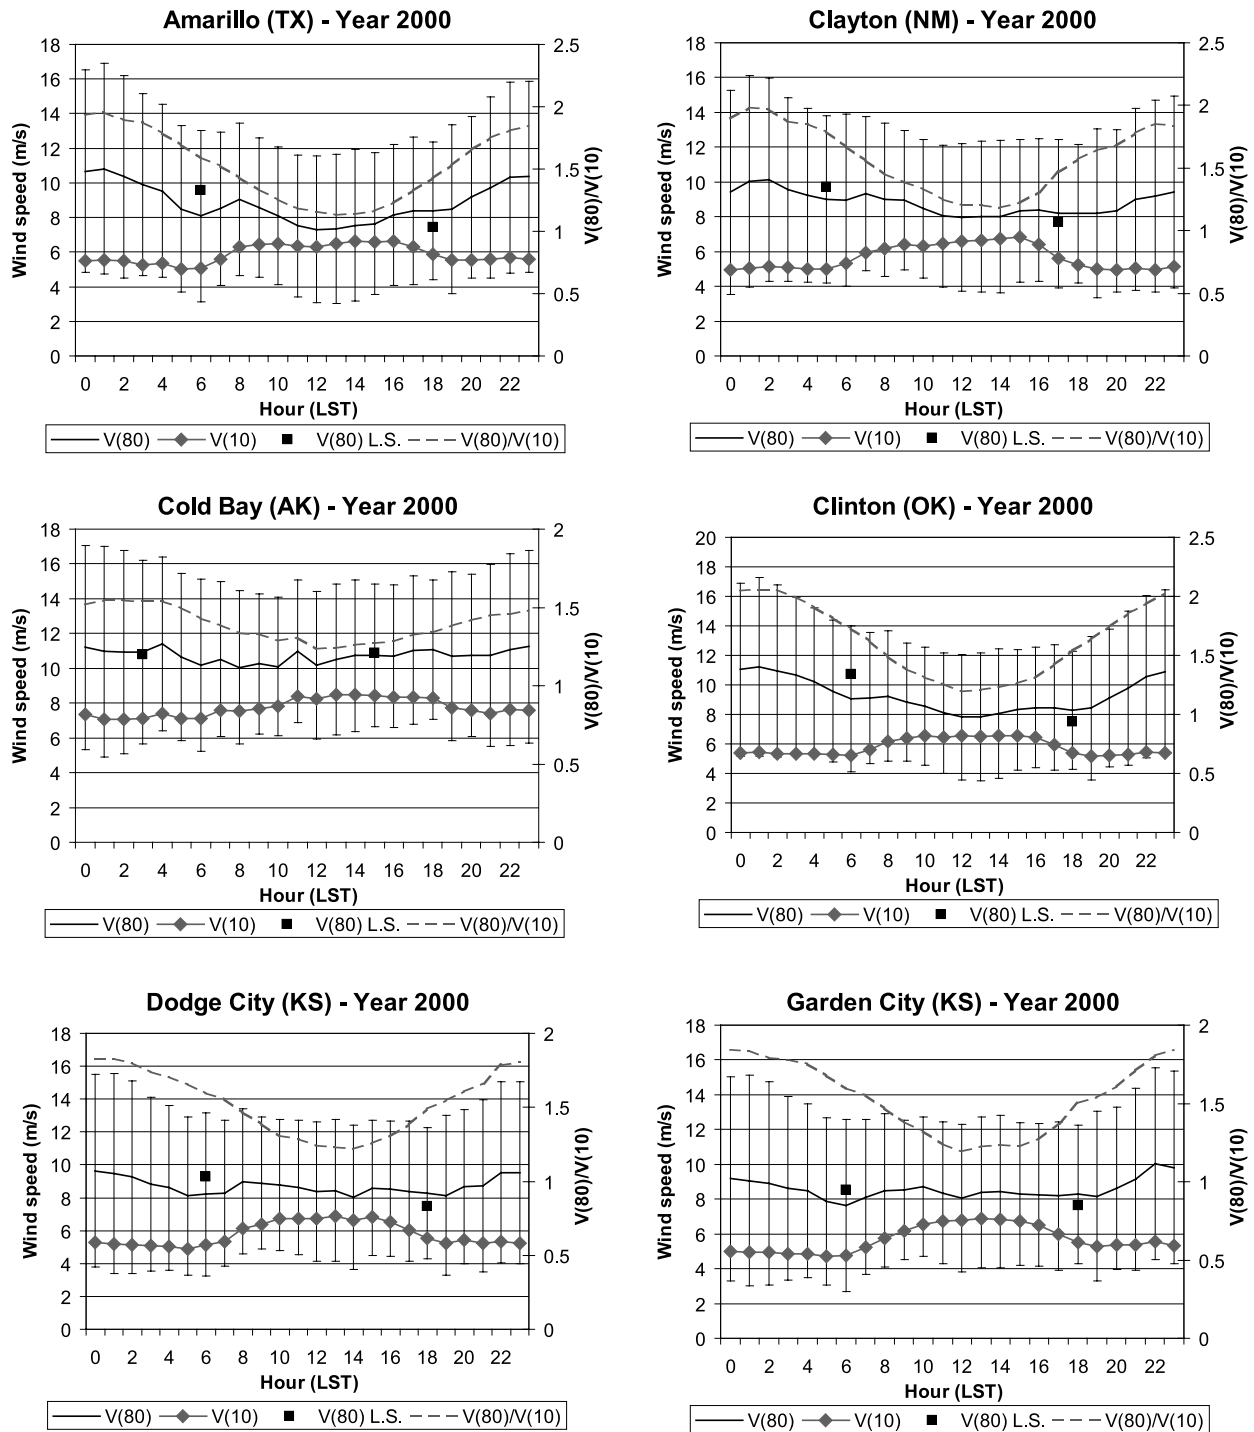 Amarillo (TX) - Year 2000
18
16
14
12
10
8
6
4
2
0
Wind speed (m/s)
2.5
2
1.5
1
0.5
0
V(80)/V(10)
0 2 4 6 8 10 12 14 16 18 20 22
Hour (LST)
V(80) V(10) V(80) L.S. V(80)/V(10)
Clayton (NM) - Year 2000
18
16
14
12
10
8
6
4
2
0
Wind speed (m/s)
2.5
2
1.5
1
0.5
0
V(80)/V(10)
0 2 4 6 8 10 12 14 16 18 20 22
Hour (LST)
V(80) V(10) V(80) L.S. V(80)/V(10)
Cold Bay (AK) - Year 2000
18
16
14
12
10
8
6
4
2
0
Wind speed (m/s)
2
1.5
1
0.5
0
V(80)/V(10)
0 2 4 6 8 10 12 14 16 18 20 22
Hour (LST)
V(80) V(10) V(80) L.S. V(80)/V(10)
Clinton (OK) - Year 2000
20
18
16
14
12
10
8
6
4
2
0
Wind speed (m/s)
2.5
2
1.5
1
0.5
0
V(80)/V(10)
0 2 4 6 8 10 12 14 16 18 20 22
Hour (LST)
V(80) V(10) V(80) L.S. V(80)/V(10)
Dodge City (KS) - Year 2000
18
16
14
12
10
8
6
4
2
0
Wind speed (m/s)
2
1.5
1
0.5
0
V(80)/V(10)
0 2 4 6 8 10 12 14 16 18 20 22
Hour (LST)
V(80) V(10) V(80) L.S. V(80)/V(10)
Garden City (KS) - Year 2000
18
16
14
12
10
8
6
4
2
0
Wind speed (m/s)
2
1.5
1
0.5
0
V(80)/V(10)
0 2 4 6 8 10 12 14 16 18 20 22
Hour (LST)
V(80) V(10) V(80) L.S. V(80)/V(10)